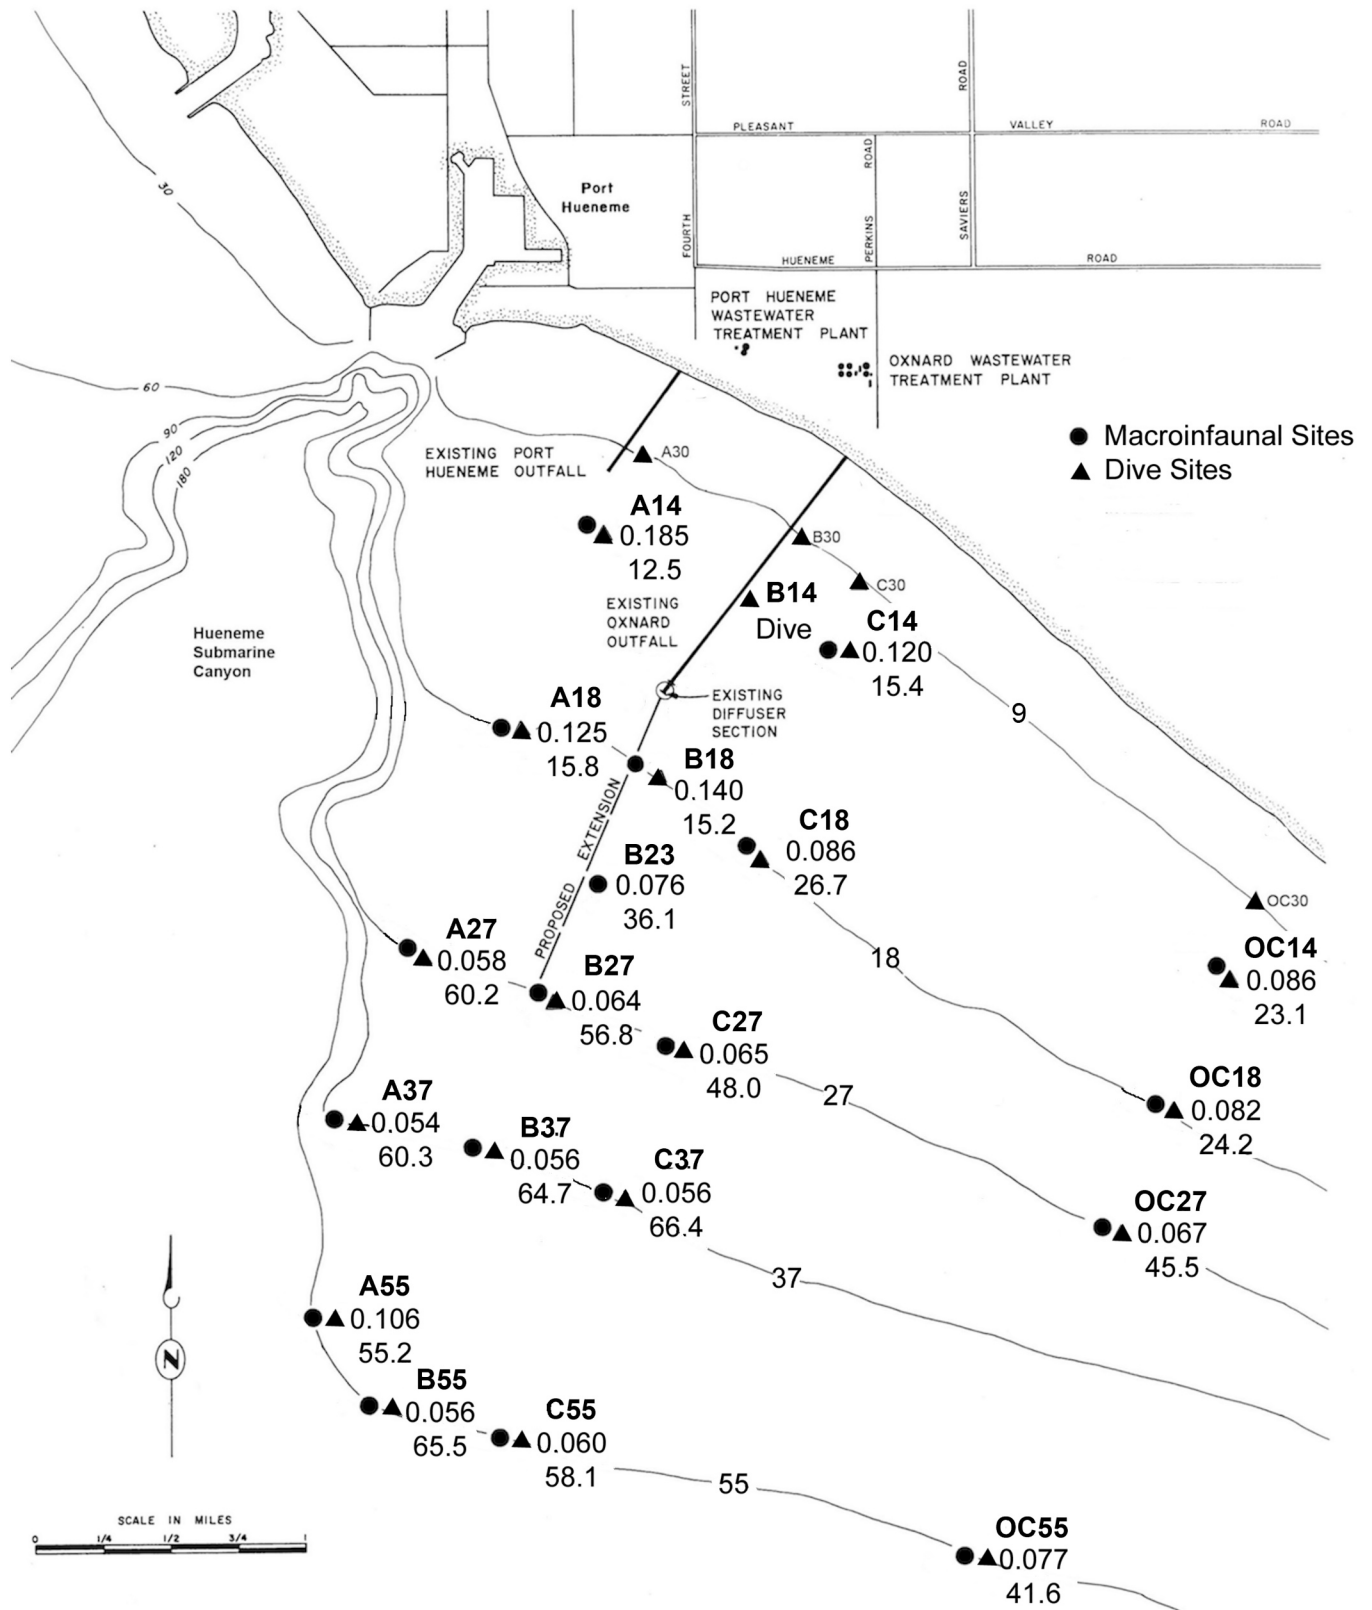 STREET
ROAD
PLEASANT
VALLEY
ROAD
30
Port
Hueneme
FOURTH
PERKINS
ROAD
SAVIERS
HUENEME
ROAD
PORT HUENEME
WASTEWATER
TREATMENT PLANT
OXNARD WASTEWATER
TREATMENT PLANT
60
90
120
180
EXISTING PORT
HUENEME OUTFALL
A30
Macroinfaunal Sites
Dive Sites
A14
0.185
12.5
B30
C30
EXISTING
OXNARD
OUTFALL
B14
Dive
C14
0.120
15.4
Hueneme
Submarine
Canyon
EXISTING
DIFFUSER
SECTION
9
A18
0.125
15.8
B18
0.140
15.2
PROPOSED EXTENSION
C18
0.086
26.7
B23
0.076
36.1
OC30
OC14
0.086
23.1
A27
0.058
60.2
B27
0.064
56.8
18
C27
0.065
48.0
27
OC18
0.082
24.2
A37
0.054
60.3
B37
0.056
64.7
C37
0.056
66.4
OC27
0.067
45.5
37
A55
0.106
55.2
B55
0.056
65.5
C55
0.060
58.1
55
OC55
0.077
41.6
N
SCALE IN MILES
0 1/4 1/2 3/4 1